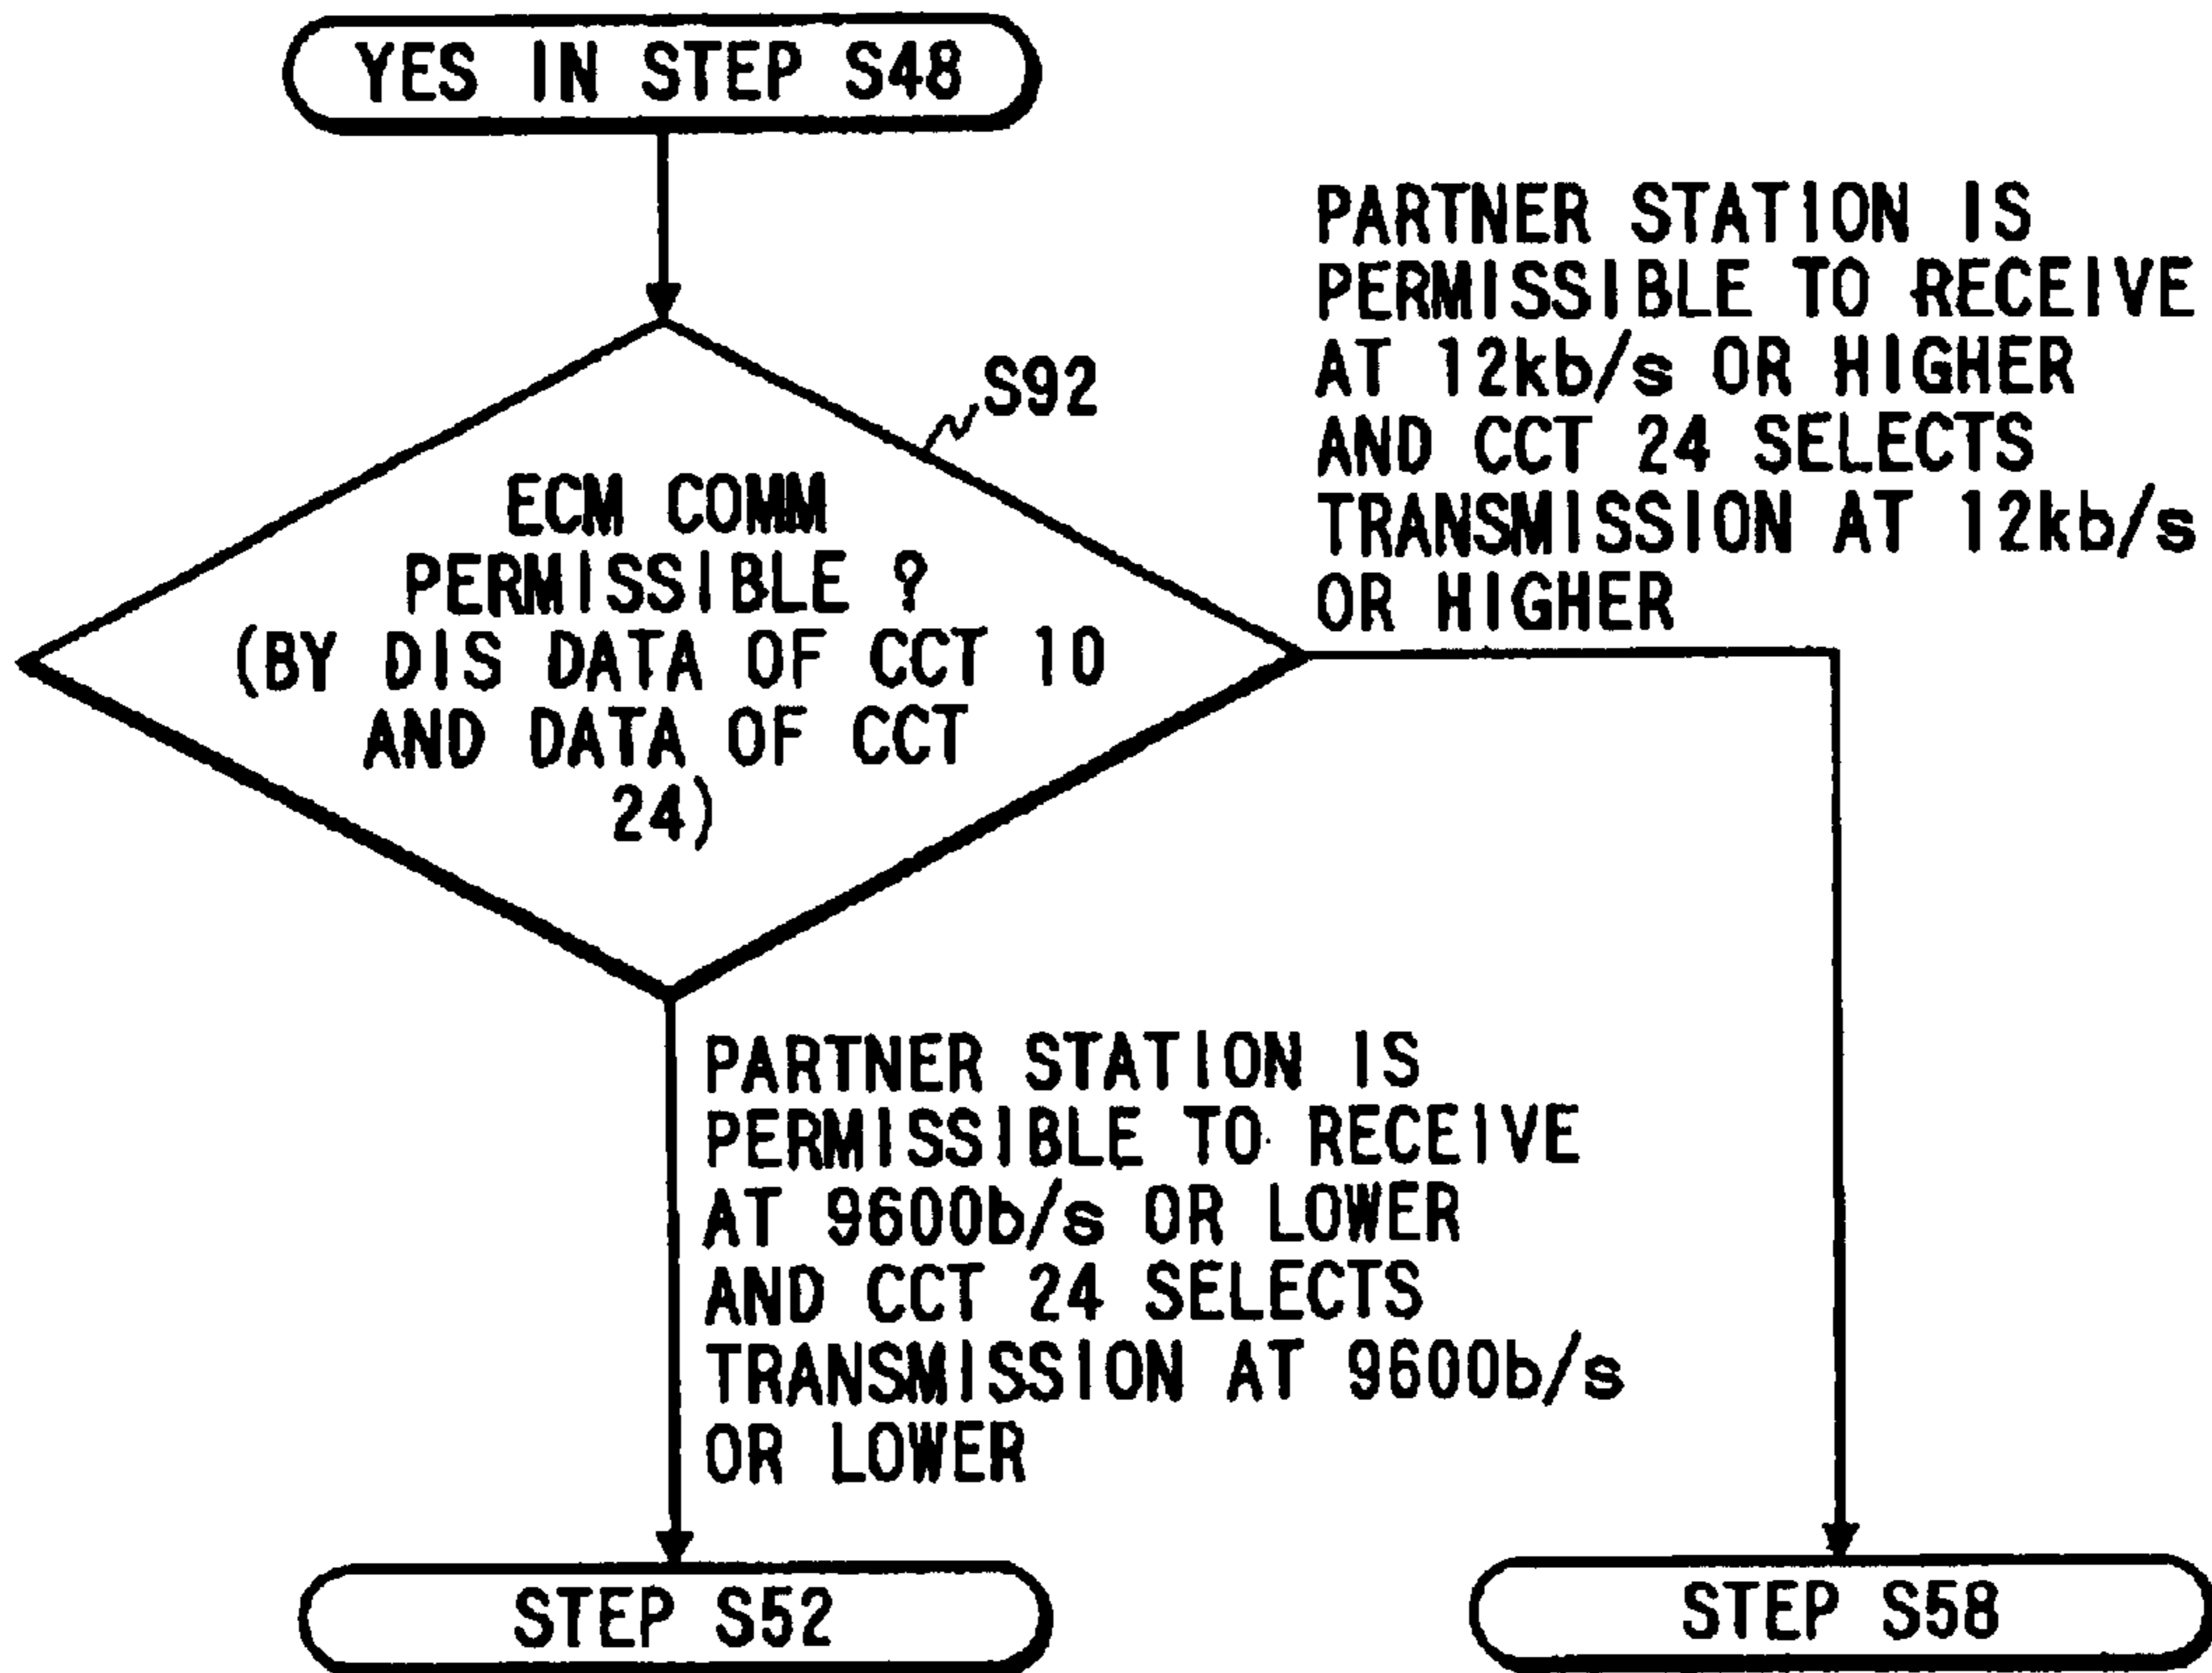 YES IN STEP S48
S92
ECM COMM
PERMISSIBLE ?
(BY DIS DATA OF CCT 10
AND DATA OF CCT
24)
PARTNER STATION IS
PERMISSIBLE TO RECEIVE
AT 12kb/s OR HIGHER
AND CCT 24 SELECTS
TRANSMISSION AT 12kb/s
OR HIGHER
PARTNER STATION IS
PERMISSIBLE TO RECEIVE
AT 9600b/s OR LOWER
AND CCT 24 SELECTS
TRANSMISSION AT 9600b/s
OR LOWER
STEP S52
STEP S58